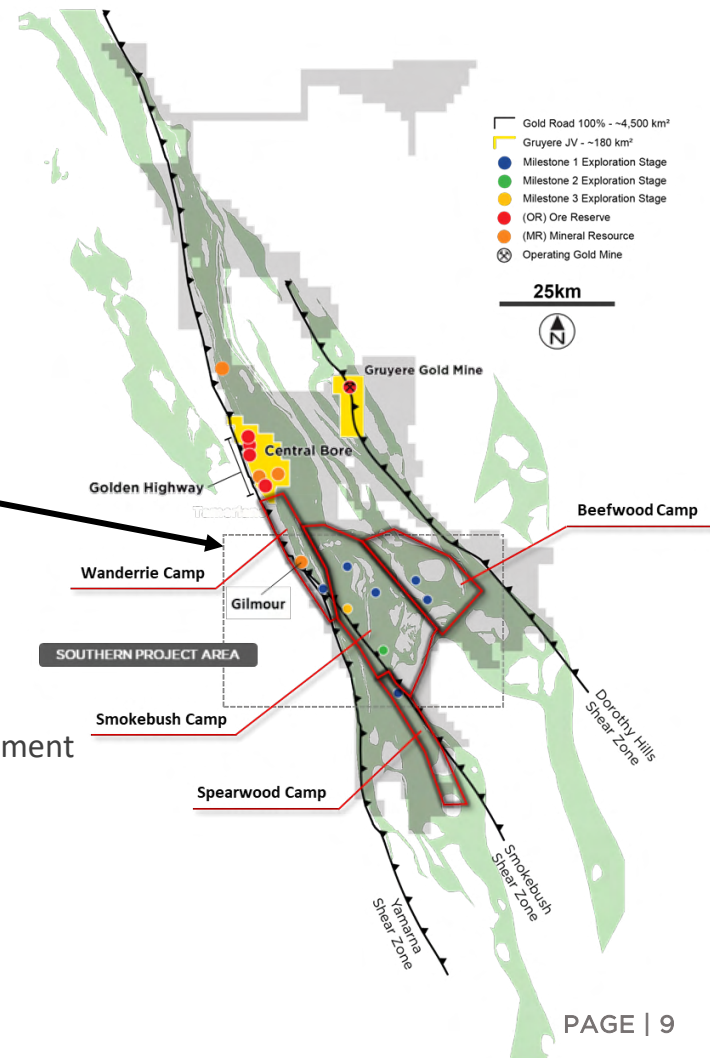 Gold Road 100% - ~4,500 km²
Gruyere JV - ~180 km²
Milestone 1 Exploration Stage
Milestone 2 Exploration Stage
Milestone 3 Exploration Stage
(OR) Ore Reserve
(MR) Mineral Resource
Operating Gold Mine
25km
N
Gruyere Gold Mine
Central Bore
Golden Highway
Beefwood Camp
Wanderrie Camp
Gilmour
SOUTHERN PROJECT AREA
Smokebush Camp
ment
Spearwood Camp
Dorothy Hills
Shear Zone
Smokebush
Shear Zone
Yamarna
Shear Zone
PAGE | 9